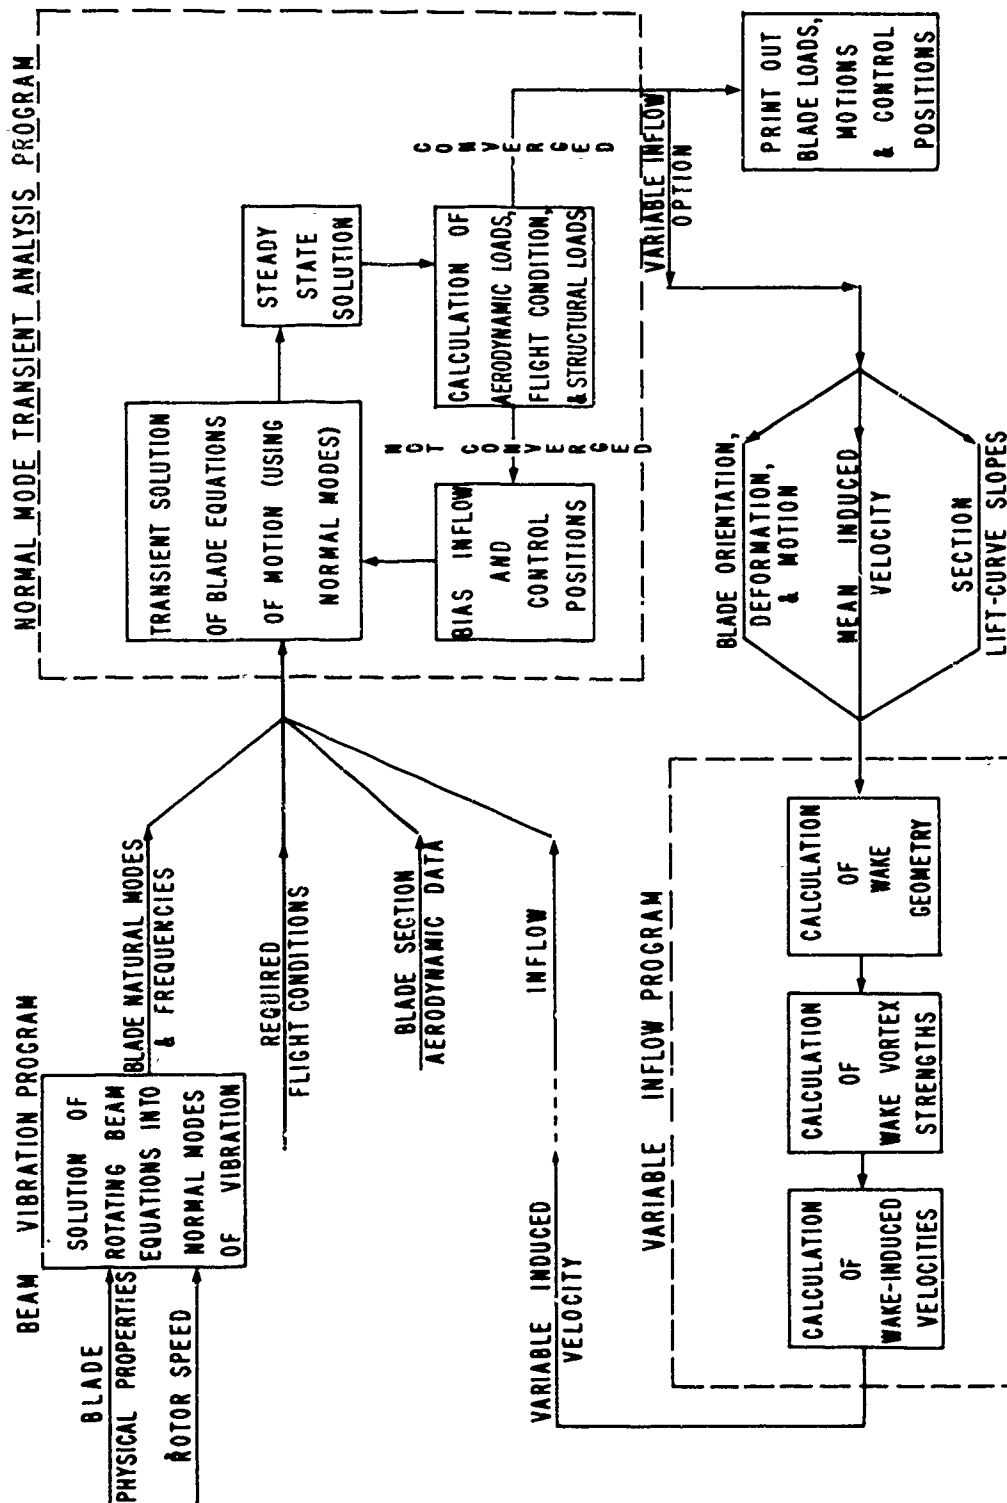 BEAM VIBRATION PROGRAM
BLADE
PHYSICAL PROPERTIES
&
ROTOR SPEED
SOLUTION OF
ROTATING BEAM
EQUATIONS INTO
NORMAL MODES
OF VIBRATION
BLADE NATURAL MODES
& FREQUENCIES
REQUIRED
FLIGHT CONDITIONS
BLADE SECTION
AERODYNAMIC DATA
INFLOW
VARIABLE INDUCED
VELOCITY
NORMAL MODE TRANSIENT ANALYSIS PROGRAM
TRANSIENT SOLUTION
OF BLADE EQUATIONS
OF MOTION (USING
NORMAL MODES)
STEADY
STATE
SOLUTION
BIAS INFLOW
AND
CONTROL
POSITIONS
NOT CONVERGED
CALCULATION OF
AERODYNAMIC LOADS,
FLIGHT CONDITION,
& STRUCTURAL LOADS
CONVERGED
VARIABLE INFLOW
OPTION
PRINT OUT
BLADE LOADS,
MOTIONS
& CONTROL
POSITIONS
BLADE ORIENTATION,
DEFORMATION,
& MOTION
MEAN INDUCED
VELOCITY
SECTION
LIFT-CURVE SLOPES
VARIABLE INFLOW PROGRAM
CALCULATION
OF
WAKE-INDUCED
VELOCITIES
CALCULATION
OF
WAKE VORTEX
STRENGTHS
CALCULATION
OF
WAKE
GEOMETRY